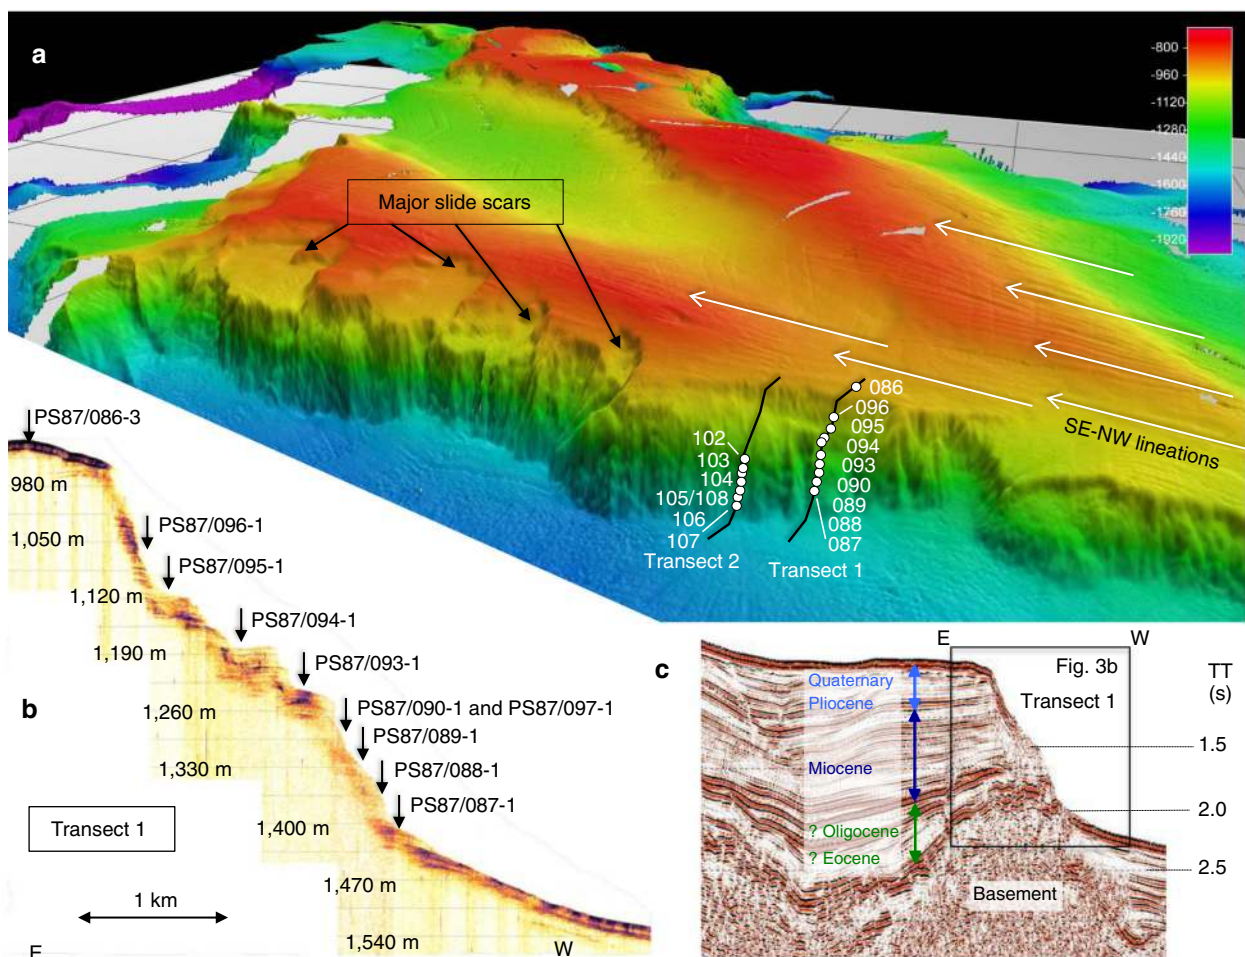 a
-800
-960
-1120
-1280
-1440
-1600
-1760
-1920
Major slide scars
SE-NW lineations
086
096
095
094
093
090
089
088
087
Transect 1
102
103
104
105/108
106
107
Transect 2
b
PS87/086-3
PS87/096-1
PS87/095-1
PS87/094-1
PS87/093-1
PS87/090-1 and PS87/097-1
PS87/089-1
PS87/088-1
PS87/087-1
980 m
1,050 m
1,120 m
1,190 m
1,260 m
1,330 m
1,400 m
1,470 m
1,540 m
Transect 1
1 km
E
W
c
E
W
Fig. 3b
Transect 1
TT
(s)
1.5
2.0
2.5
Quaternary
Pliocene
Miocene
? Oligocene
? Eocene
Basement